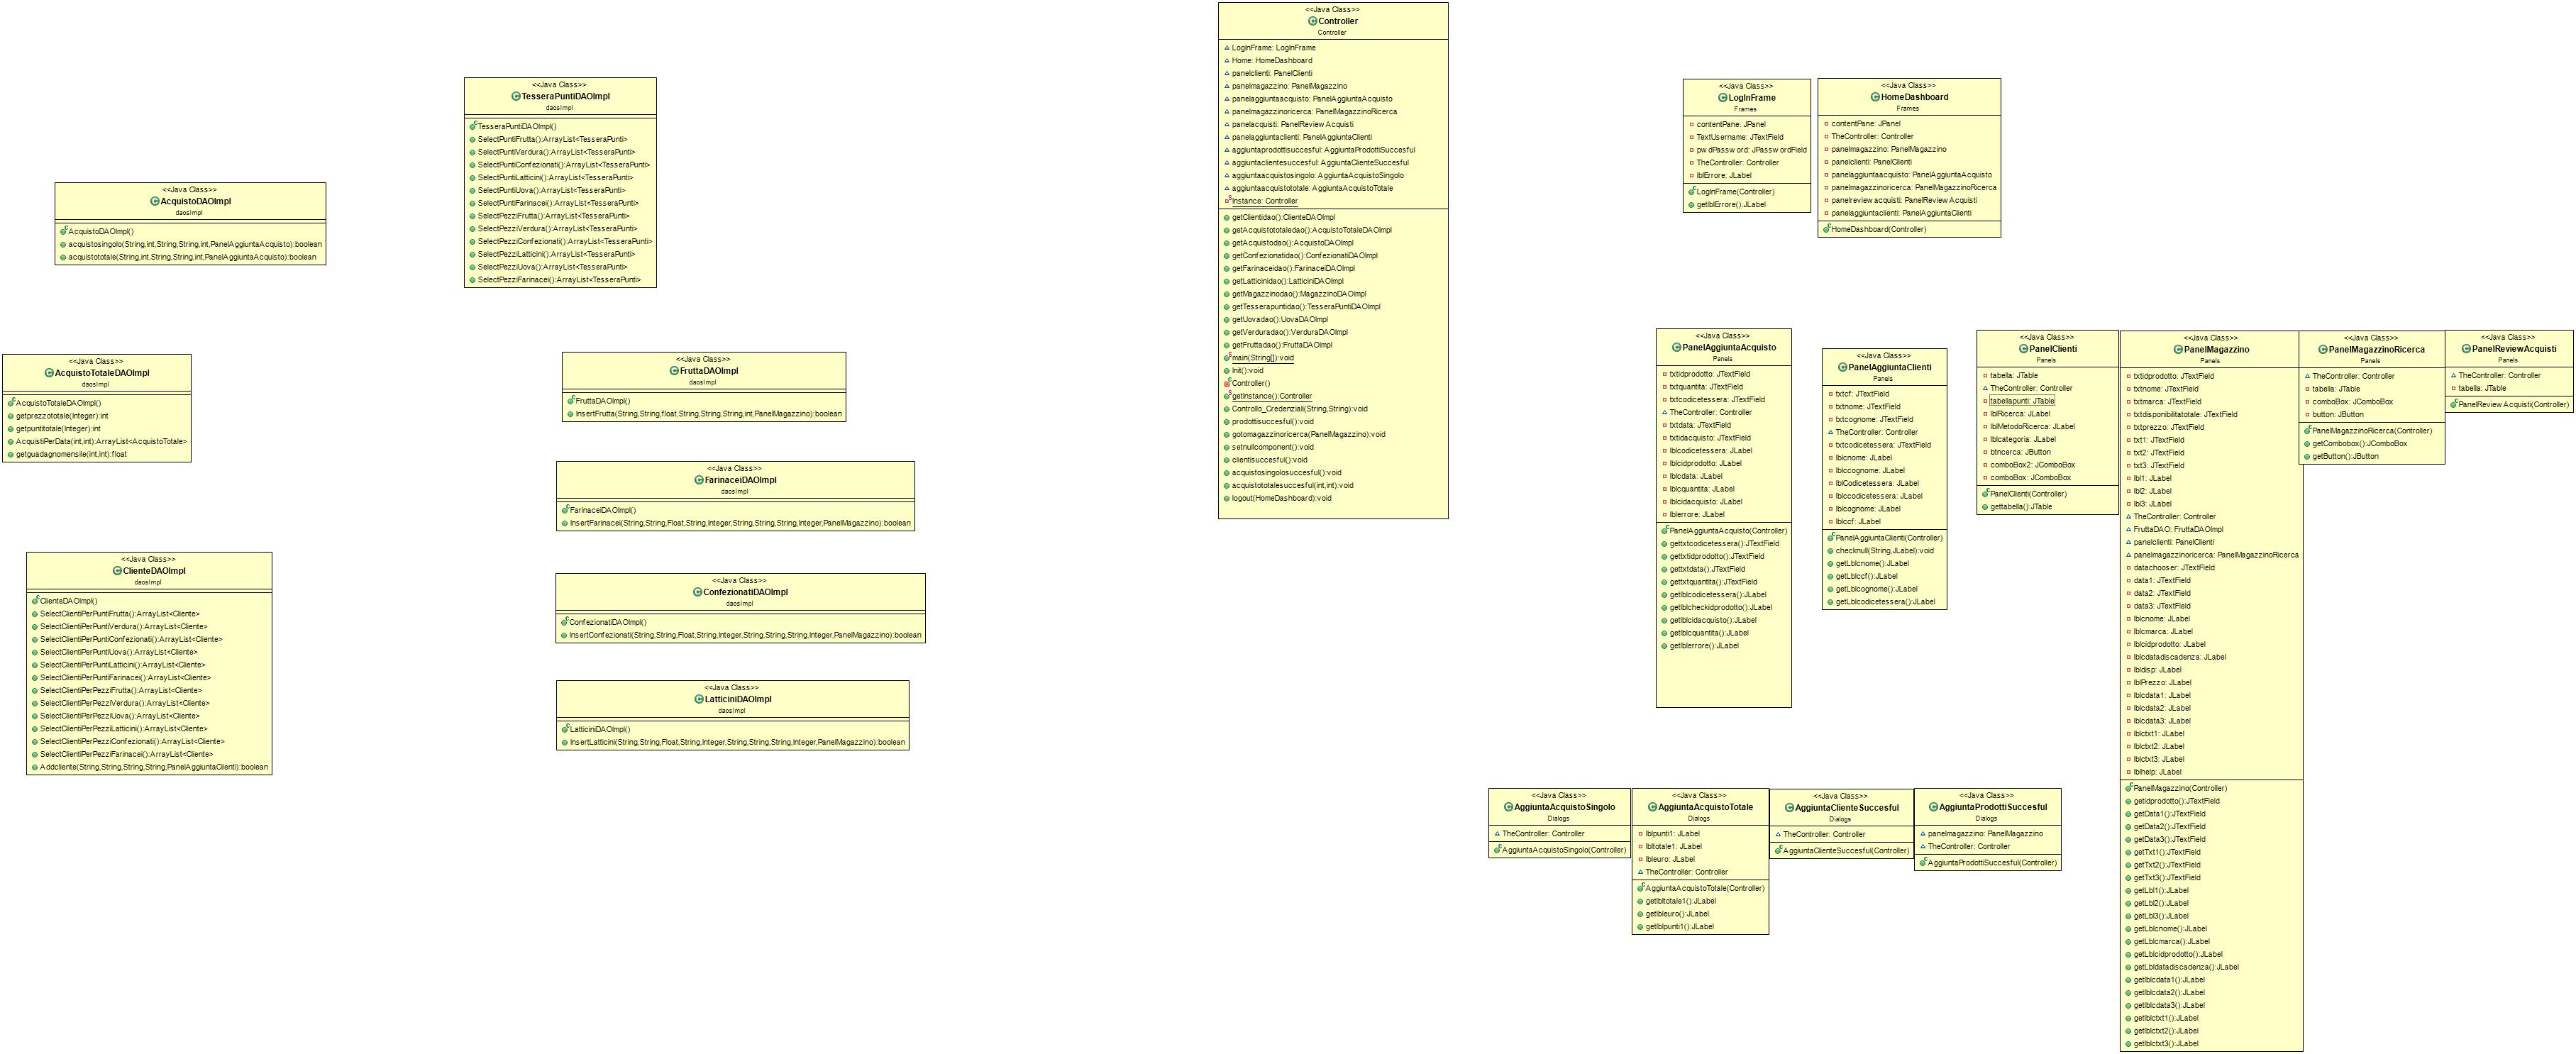 <<Java Class>>
AcquistoDAOImpl
daosImpl
AcquistoDAOImpl()
acquistosingolo(String,int,String,String,int,PanelAggiuntaAcquisto):boolean
acquistototale(String,int,String,String,int,PanelAggiuntaAcquisto):boolean
<<Java Class>>
AcquistoTotaleDAOImpl
daosImpl
AcquistoTotaleDAOImpl()
getprezzototale(Integer):int
getpuntitotale(Integer):int
AcquistiPerData(int,int):ArrayList<AcquistoTotale>
getguadagnomensile(int,int):float
<<Java Class>>
ClienteDAOImpl
daosImpl
ClienteDAOImpl()
SelectClientiPerPuntiFrutta():ArrayList<Cliente>
SelectClientiPerPuntiVerdura():ArrayList<Cliente>
SelectClientiPerPuntiConfezionati():ArrayList<Cliente>
SelectClientiPerPuntiUova():ArrayList<Cliente>
SelectClientiPerPuntiLatticini():ArrayList<Cliente>
SelectClientiPerPuntiFarinacei():ArrayList<Cliente>
SelectClientiPerPezziFrutta():ArrayList<Cliente>
SelectClientiPerPezziVerdura():ArrayList<Cliente>
SelectClientiPerPezziUova():ArrayList<Cliente>
SelectClientiPerPezziLatticini():ArrayList<Cliente>
SelectClientiPerPezziConfezionati():ArrayList<Cliente>
SelectClientiPerPezziFarinacei():ArrayList<Cliente>
Addcliente(String,String,String,String,PanelAggiuntaClienti):boolean
<<Java Class>>
TesseraPuntiDAOImpl
daosImpl
TesseraPuntiDAOImpl()
SelectPuntiFrutta():ArrayList<TesseraPunti>
SelectPuntiVerdura():ArrayList<TesseraPunti>
SelectPuntiConfezionati():ArrayList<TesseraPunti>
SelectPuntiLatticini():ArrayList<TesseraPunti>
SelectPuntiUova():ArrayList<TesseraPunti>
SelectPuntiFarinacei():ArrayList<TesseraPunti>
SelectPezziFrutta():ArrayList<TesseraPunti>
SelectPezziVerdura():ArrayList<TesseraPunti>
SelectPezziConfezionati():ArrayList<TesseraPunti>
SelectPezziLatticini():ArrayList<TesseraPunti>
SelectPezziUova():ArrayList<TesseraPunti>
SelectPezziFarinacei():ArrayList<TesseraPunti>
<<Java Class>>
FruttaDAOImpl
daosImpl
FruttaDAOImpl()
InsertFrutta(String,String,float,String,String,String,int,PanelMagazzino):boolean
<<Java Class>>
FarinaceiDAOImpl
daosImpl
FarinaceiDAOImpl()
InsertFarinacei(String,String,Float,String,Integer,String,String,String,Integer,PanelMagazzino):boolean
<<Java Class>>
ConfezionatiDAOImpl
daosImpl
ConfezionatiDAOImpl()
InsertConfezionati(String,String,Float,String,Integer,String,String,String,Integer,PanelMagazzino):boolean
<<Java Class>>
LatticiniDAOImpl
daosImpl
LatticiniDAOImpl()
InsertLatticini(String,String,Float,String,Integer,String,String,String,Integer,PanelMagazzino):boolean
<<Java Class>>
Controller
Controller
LogInFrame: LogInFrame
Home: HomeDashboard
panelclienti: PanelClienti
panelmagazzino: PanelMagazzino
panelaggiuntaacquisto: PanelAggiuntaAcquisto
panelmagazzinoricerca: PanelMagazzinoRicerca
panelacquisti: PanelReview Acquisti
panelaggiuntaclienti: PanelAggiuntaClienti
aggiuntaprodottisuccesful: AggiuntaProdottiSuccesful
aggiuntaclientesuccesful: AggiuntaClienteSuccesful
aggiuntaacquistosingolo: AggiuntaAcquistoSingolo
aggiuntaacquistototale: AggiuntaAcquistoTotale
Instance: Controller
getClientidao():ClienteDAOImpl
getAcquistototaledao():AcquistoTotaleDAOImpl
getAcquistodao():AcquistoDAOImpl
getConfezionatidao():ConfezionatiDAOImpl
getFarinaceidao():FarinaceiDAOImpl
getLatticinidao():LatticiniDAOImpl
getMagazzinodao():MagazzinoDAOImpl
getTesserapuntidao():TesseraPuntiDAOImpl
getUovadao():UovaDAOImpl
getVerduradao():VerduraDAOImpl
getFruttadao():FruttaDAOImpl
main(String[]):void
Init():void
Controller()
getInstance():Controller
Controllo_Credenziali(String,String):void
prodottisuccesful():void
gotomagazzinoricerca(PanelMagazzino):void
setnullcomponent():void
clientisuccesful():void
acquistosingolosuccesful():void
acquistototalesuccesful(int,int):void
logout(HomeDashboard):void
<<Java Class>>
LogInFrame
Frames
contentPane: JPanel
TextUsername: JTextField
pw dPassw ord: JPassw ordField
TheController: Controller
lblErrore: JLabel
LogInFrame(Controller)
getlblErrore():JLabel
<<Java Class>>
HomeDashboard
Frames
contentPane: JPanel
TheController: Controller
panelmagazzino: PanelMagazzino
panelclienti: PanelClienti
panelaggiuntaacquisto: PanelAggiuntaAcquisto
panelmagazzinoricerca: PanelMagazzinoRicerca
panelreview acquisti: PanelReview Acquisti
panelaggiuntaclienti: PanelAggiuntaClienti
HomeDashboard(Controller)
<<Java Class>>
PanelAggiuntaAcquisto
Panels
txtidprodotto: JTextField
txtquantita: JTextField
txtcodicetessera: JTextField
TheController: Controller
txtdata: JTextField
txtidacquisto: JTextField
lblcodicetessera: JLabel
lblcidprodotto: JLabel
lblcdata: JLabel
lblcquantita: JLabel
lblcidacquisto: JLabel
lblerrore: JLabel
PanelAggiuntaAcquisto(Controller)
gettxtcodicetessera():JTextField
gettxtidprodotto():JTextField
gettxtdata():JTextField
gettxtquantita():JTextField
getlblcodicetessera():JLabel
getlblcheckidprodotto():JLabel
getlblcidacquisto():JLabel
getlblcquantita():JLabel
getlblerrore():JLabel
<<Java Class>>
PanelAggiuntaClienti
Panels
txtcf: JTextField
txtnome: JTextField
txtcognome: JTextField
TheController: Controller
txtcodicetessera: JTextField
lblcnome: JLabel
lblccognome: JLabel
lblCodicetessera: JLabel
lblccodicetessera: JLabel
lblcognome: JLabel
lblccf: JLabel
PanelAggiuntaClienti(Controller)
checknull(String,JLabel):void
getLblcnome():JLabel
getLblccf():JLabel
getLblcognome():JLabel
getLblcodicetessera():JLabel
<<Java Class>>
PanelClienti
Panels
tabella: JTable
TheController: Controller
tabellapunti: JTable
lblRicerca: JLabel
lblMetodoRicerca: JLabel
lblcategoria: JLabel
btncerca: JButton
comboBox2: JComboBox
comboBox: JComboBox
PanelClienti(Controller)
gettabella():JTable
<<Java Class>>
PanelMagazzino
Panels
txtidprodotto: JTextField
txtnome: JTextField
txtmarca: JTextField
txtdisponibilitatotale: JTextField
txtprezzo: JTextField
txt1: JTextField
txt2: JTextField
txt3: JTextField
lbl1: JLabel
lbl2: JLabel
lbl3: JLabel
TheController: Controller
FruttaDAO: FruttaDAOImpl
panelclienti: PanelClienti
panelmagazzinoricerca: PanelMagazzinoRicerca
datachooser: JTextField
data1: JTextField
data2: JTextField
data3: JTextField
lblcnome: JLabel
lblcmarca: JLabel
lblcidprodotto: JLabel
lblcdatadiscadenza: JLabel
lbldisp: JLabel
lblPrezzo: JLabel
lblcdata1: JLabel
lblcdata2: JLabel
lblcdata3: JLabel
lblctxt1: JLabel
lblctxt2: JLabel
lblctxt3: JLabel
lblhelp: JLabel
PanelMagazzino(Controller)
getidprodotto():JTextField
getData1():JTextField
getData2():JTextField
getData3():JTextField
getTxt1():JTextField
getTxt2():JTextField
getTxt3():JTextField
getLbl1():JLabel
getLbl2():JLabel
getLbl3():JLabel
getLblcnome():JLabel
getLblcmarca():JLabel
getLblcidprodotto():JLabel
getLbldatadiscadenza():JLabel
getlblcdata1():JLabel
getlblcdata2():JLabel
getlblcdata3():JLabel
getlblctxt1():JLabel
getlblctxt2():JLabel
getlblctxt3():JLabel
<<Java Class>>
PanelMagazzinoRicerca
Panels
TheController: Controller
tabella: JTable
comboBox: JComboBox
button: JButton
PanelMagazzinoRicerca(Controller)
getCombobox():JComboBox
getButton():JButton
<<Java Class>>
PanelReviewAcquisti
Panels
TheController: Controller
tabella: JTable
PanelReview Acquisti(Controller)
<<Java Class>>
AggiuntaAcquistoSingolo
Dialogs
TheController: Controller
AggiuntaAcquistoSingolo(Controller)
<<Java Class>>
AggiuntaAcquistoTotale
Dialogs
lblpunti1: JLabel
lbltotale1: JLabel
lbleuro: JLabel
TheController: Controller
AggiuntaAcquistoTotale(Controller)
getlbltotale1():JLabel
getlbleuro():JLabel
getlblpunti1():JLabel
<<Java Class>>
AggiuntaClienteSuccesful
Dialogs
TheController: Controller
AggiuntaClienteSuccesful(Controller)
<<Java Class>>
AggiuntaProdottiSuccesful
Dialogs
panelmagazzino: PanelMagazzino
TheController: Controller
AggiuntaProdottiSuccesful(Controller)